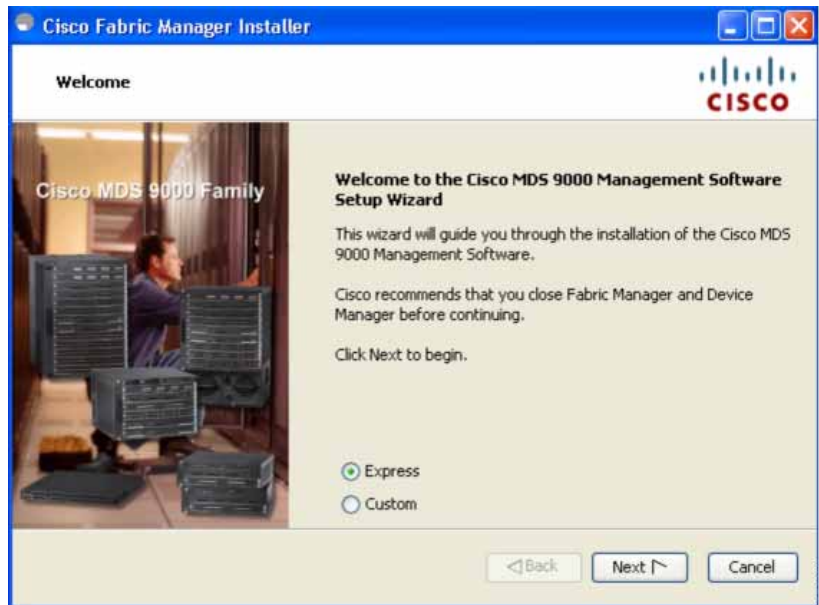 Cisco Fabric Manager Installer
Welcome
CISCO
Cisco MDS 9000 Family
Welcome to the Cisco MDS 9000 Management Software
Setup Wizard
This wizard will guide you through the installation of the Cisco MDS
9000 Management Software.
Cisco recommends that you close Fabric Manager and Device
Manager before continuing.
Click Next to begin.
Express
Custom
Back
Next
Cancel